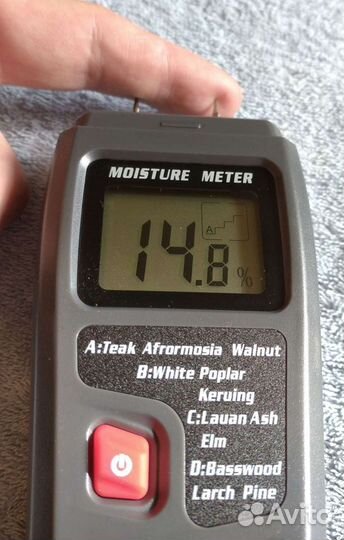 MOISTURE METER
A
14.8%
A:Teak Afrormosia Walnut
B:White Poplar
Keruing
C:Lauan Ash
Elm
D:Basswood
Larch Pine
Avito